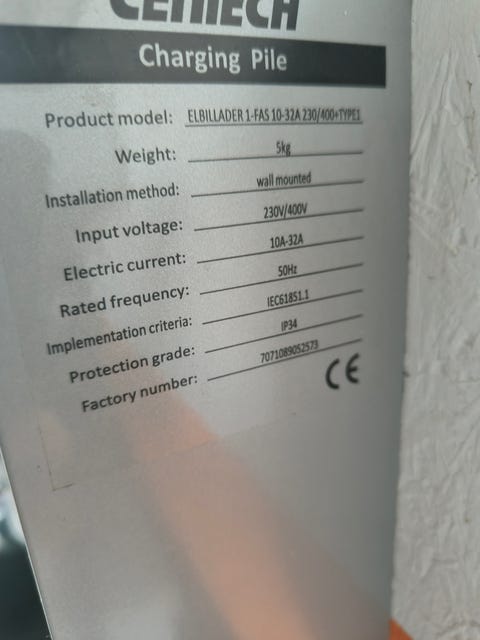 CENTECH
Charging Pile
Product model: ELBILLADER 1-FAS 10-32A 230/400+TYPE1
Weight: 5kg
Installation method: wall mounted
Input voltage: 230V/400V
Electric current: 10A-32A
Rated frequency: 50Hz
Implementation criteria: IEC61851.1
Protection grade: IP34
Factory number: 7071089052573
CE